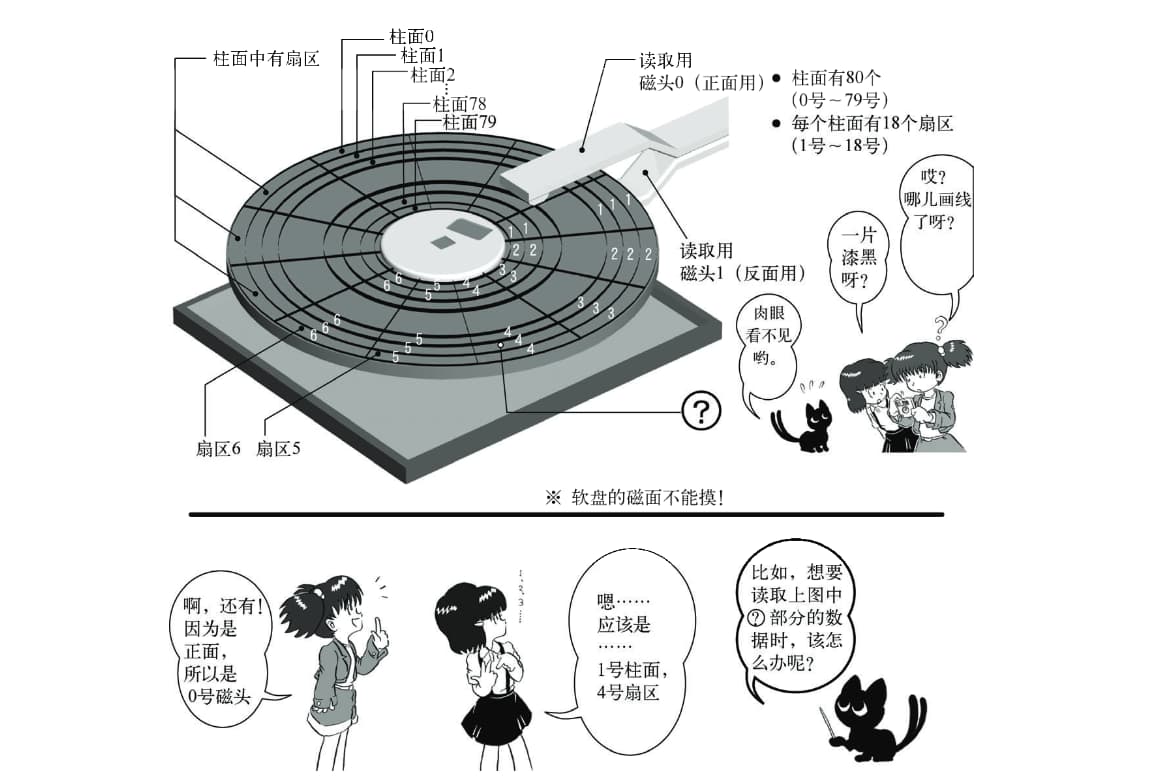 柱面中有扇区
柱面0
柱面1
柱面2
⋮
柱面78
柱面79
读取用
磁头0（正面用）
● 柱面有80个
（0号～79号）
● 每个柱面有18个扇区
（1号～18号）
哎？
哪儿画线
了呀？
一片
漆黑
呀？
读取用
磁头1（反面用）
肉眼
看不见
哟。
1 1 1
1 1
2 2
2 2 2
3
3
3
3
3
4
4
4
4
4
5
5
5
5
5
6
6
6
6
6
?
?
扇区6
扇区5
※ 软盘的磁面不能摸！
啊，还有！
因为是
正面，
所以是
0号磁头
1、2、3……
嗯……
应该是
……
1号柱面，
4号扇区
比如，想要
读取上图中
?部分的数
据时，该怎
么办呢？